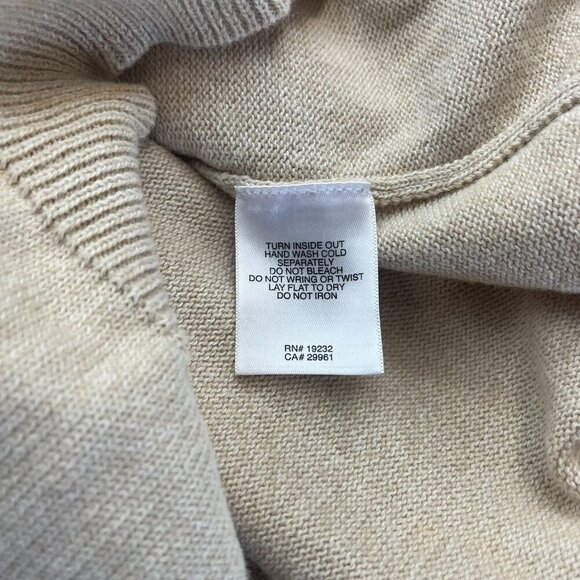 TURN INSIDE OUT
HAND WASH COLD
SEPARATELY
DO NOT BLEACH
DO NOT WRING OR TWIST
LAY FLAT TO DRY
DO NOT IRON
RN# 19232
CA# 29961